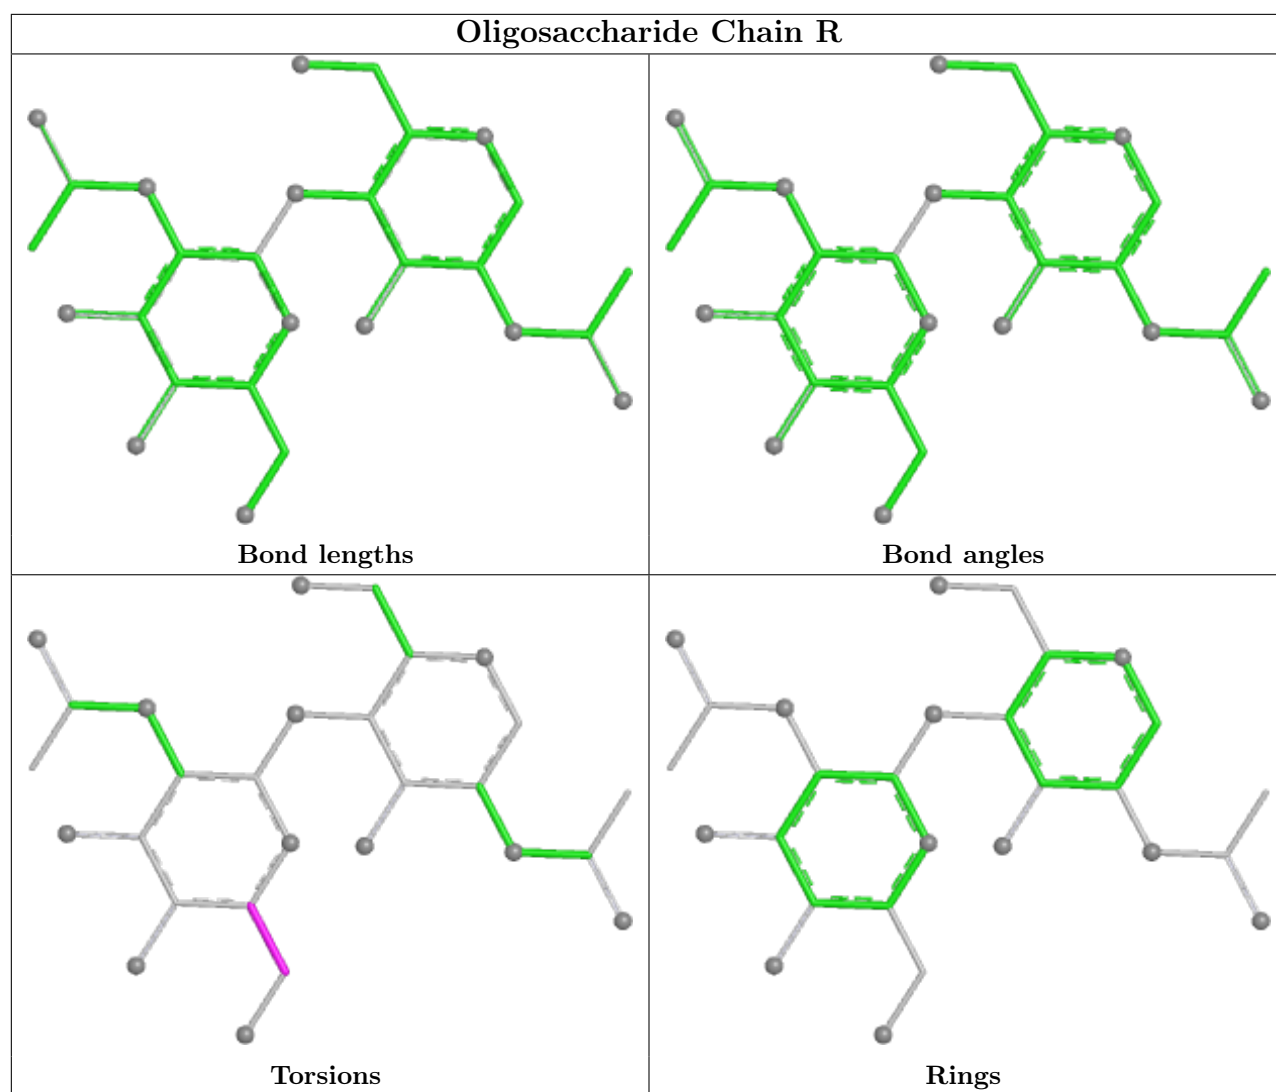 Oligosaccharide Chain R
Bond lengths
Bond angles
Torsions
Rings